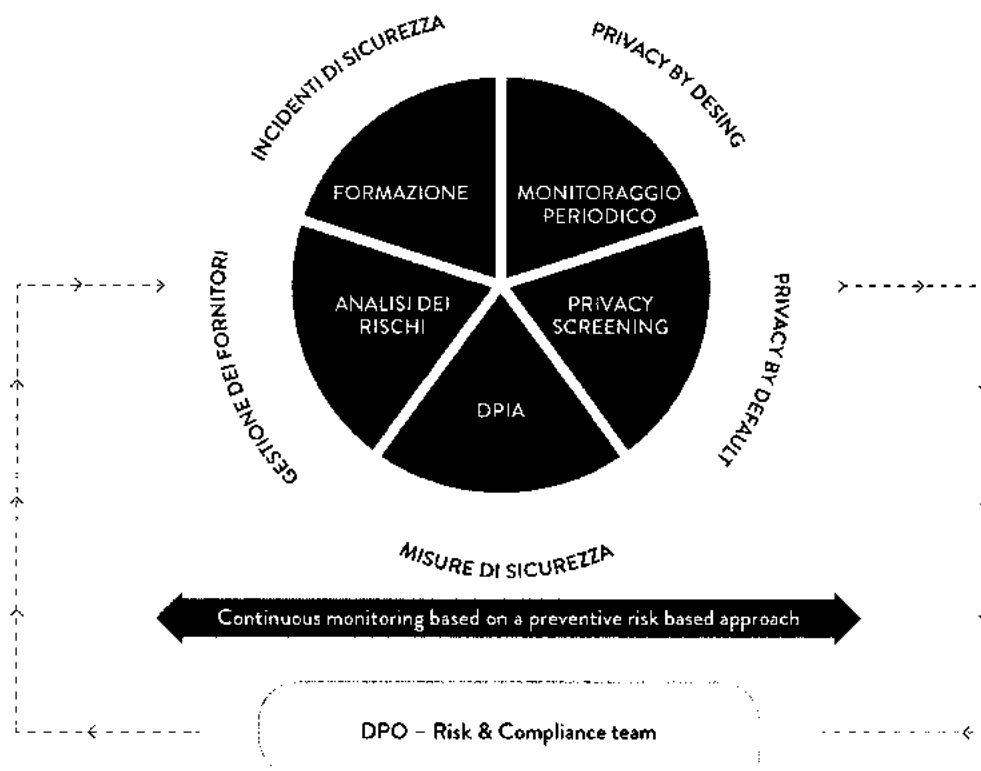 INCIDENTI DI SICUREZZA
PRIVACY BY DESING
FORMAZIONE
MONITORAGGIO
PERIODICO
GESTIONE DEI FORNITORI
ANALISI DEI
RISCHI
PRIVACY
SCREENING
PRIVACY BY DEFAULT
DPIA
MISURE DI SICUREZZA
Continuous monitoring based on a preventive risk based approach
DPO – Risk & Compliance team